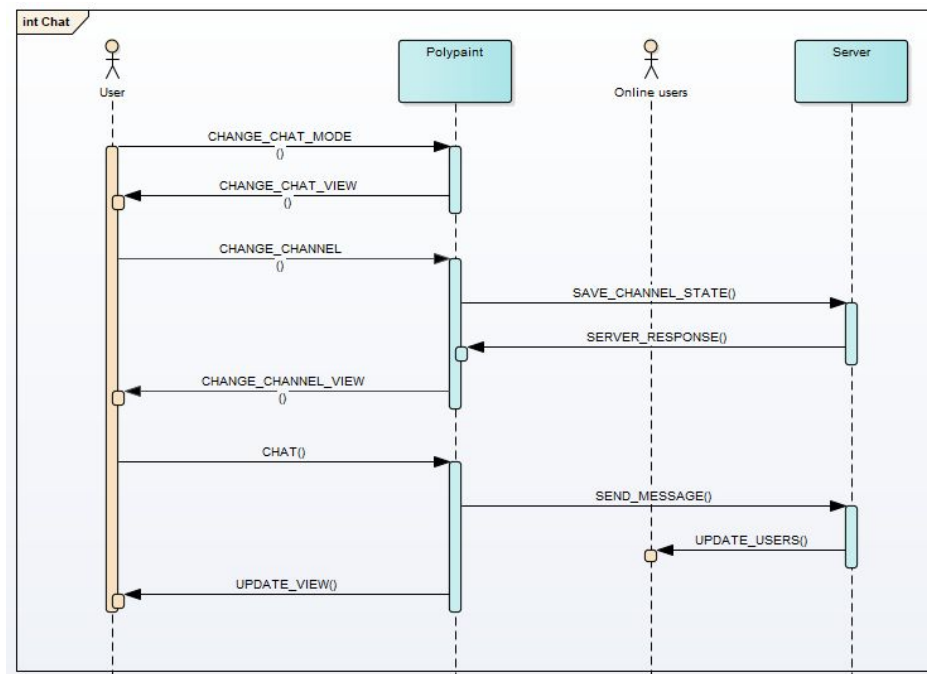 int Chat
User
Polypaint
Online users
Server
CHANGE_CHAT_MODE
()
CHANGE_CHAT_VIEW
()
CHANGE_CHANNEL
()
SAVE_CHANNEL_STATE()
SERVER_RESPONSE()
CHANGE_CHANNEL_VIEW
()
CHAT()
SEND_MESSAGE()
UPDATE_USERS()
UPDATE_VIEW()